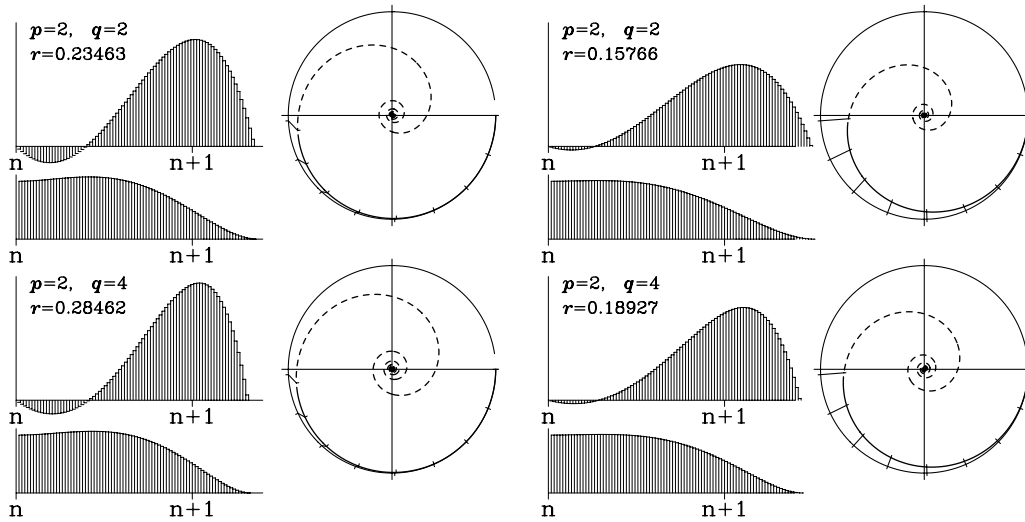 p=2, q=2
r=0.23463
n n+1
n n+1
p=2, q=2
r=0.15766
n n+1
n n+1
p=2, q=4
r=0.28462
n n+1
n n+1
p=2, q=4
r=0.18927
n n+1
n n+1